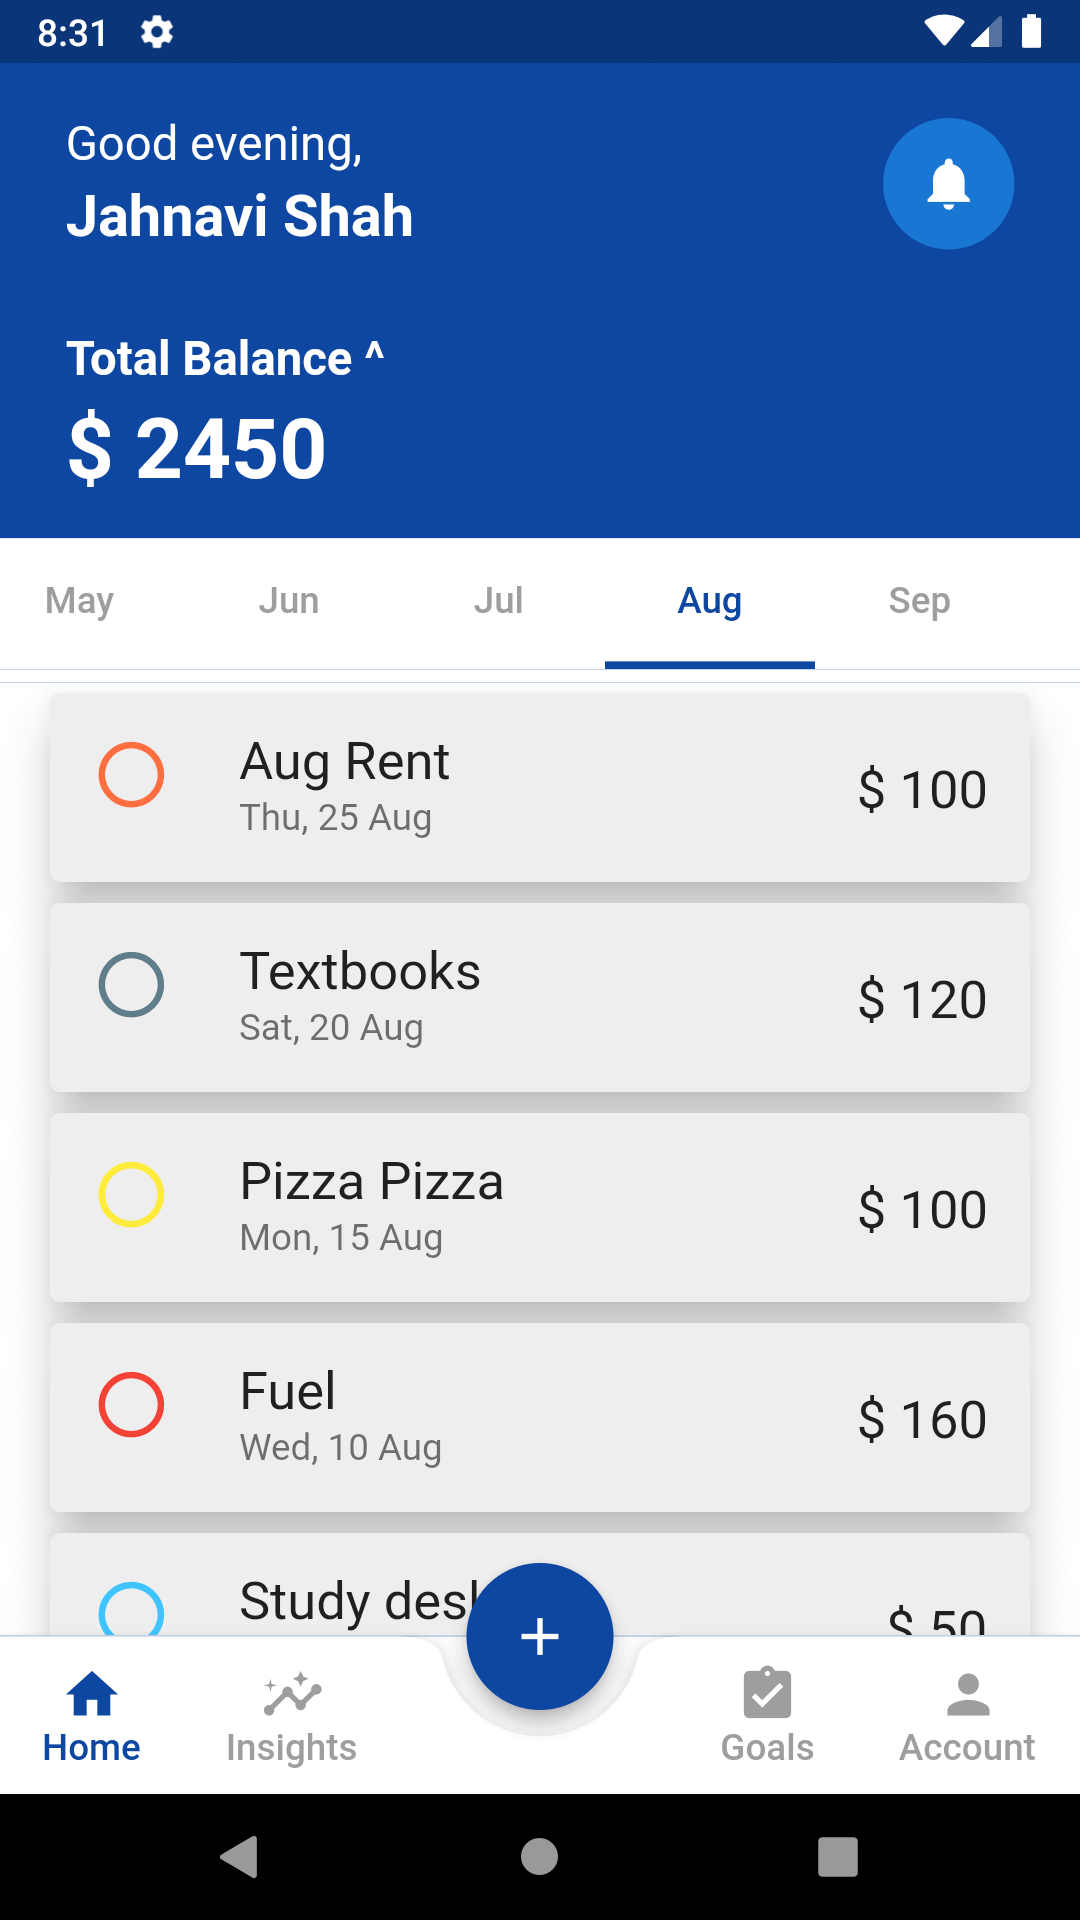 8:31
Good evening,
Jahnavi Shah
Total Balance ^
$ 2450
May Jun Jul Aug Sep
Aug Rent
Thu, 25 Aug
$ 100
Textbooks
Sat, 20 Aug
$ 120
Pizza Pizza
Mon, 15 Aug
$ 100
Fuel
Wed, 10 Aug
$ 160
Study desk
$ 50
+
Home Insights Goals Account